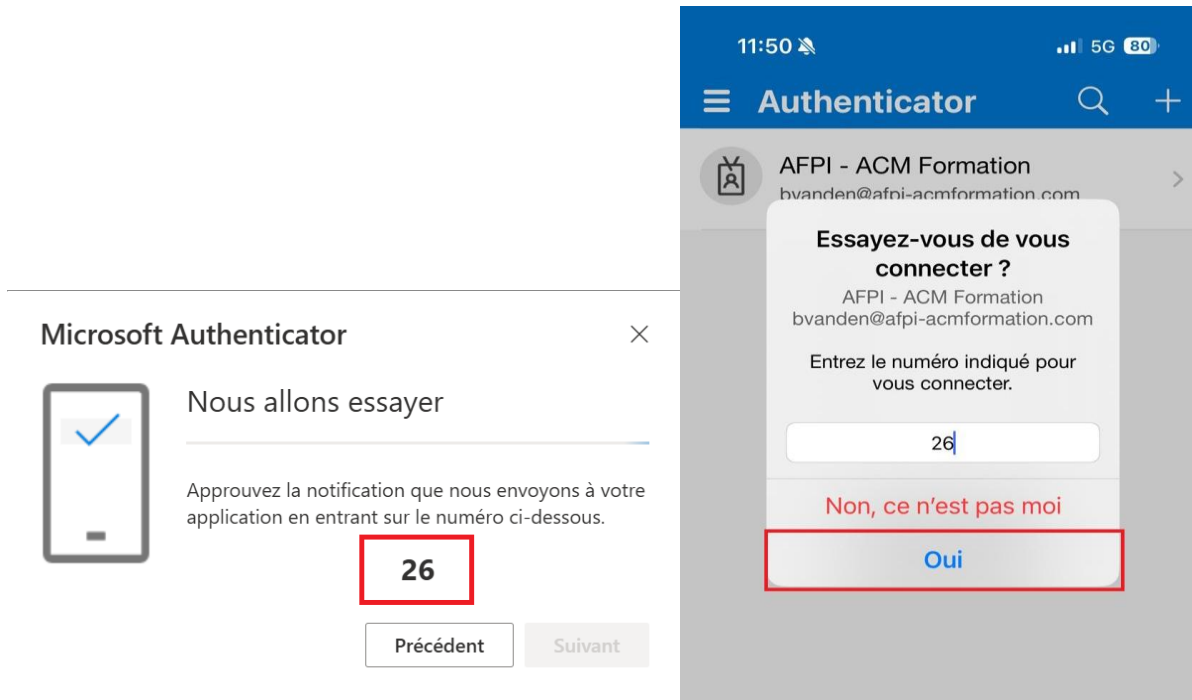 Microsoft Authenticator
Nous allons essayer
Approuvez la notification que nous envoyons à votre
application en entrant sur le numéro ci-dessous.
26
Précédent
Suivant
11:50
5G
80
Authenticator
AFPI - ACM Formation
bvanden@afpi-acmformation.com
Essayez-vous de vous
connecter ?
AFPI - ACM Formation
bvanden@afpi-acmformation.com
Entrez le numéro indiqué pour
vous connecter.
26
Non, ce n’est pas moi
Oui